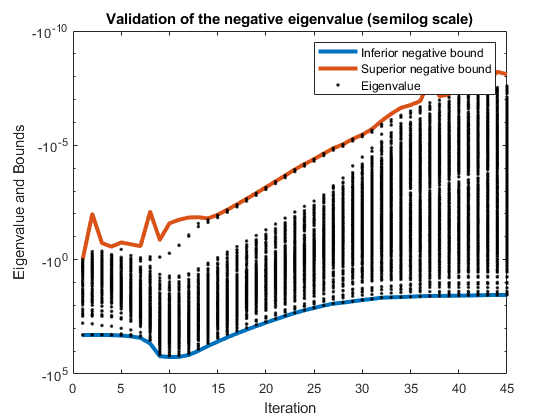 Validation of the negative eigenvalue (semilog scale)
-10^-10
-10^-5
-10^0
-10^5
Eigenvalue and Bounds
Inferior negative bound
Superior negative bound
Eigenvalue
0 5 10 15 20 25 30 35 40 45
Iteration